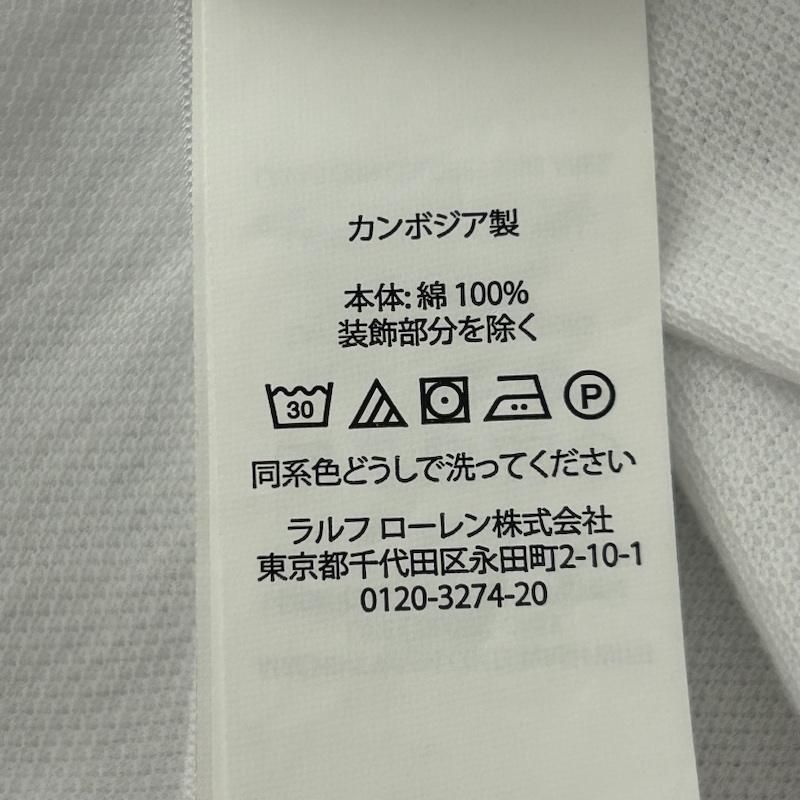 カンボジア製
本体: 綿 100%
装飾部分を除く
30 P
同系色どうしで洗ってください
ラルフ ローレン株式会社
東京都千代田区永田町2-10-1
0120-3274-20